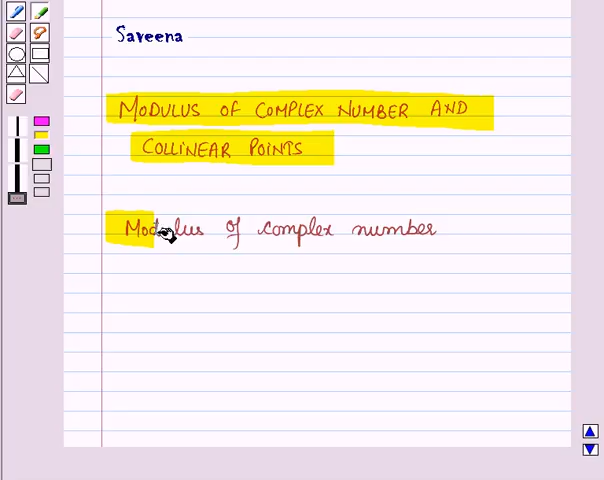 Saveena
MODULUS OF COMPLEX NUMBER AND
COLLINEAR POINTS
Modulus of complex number